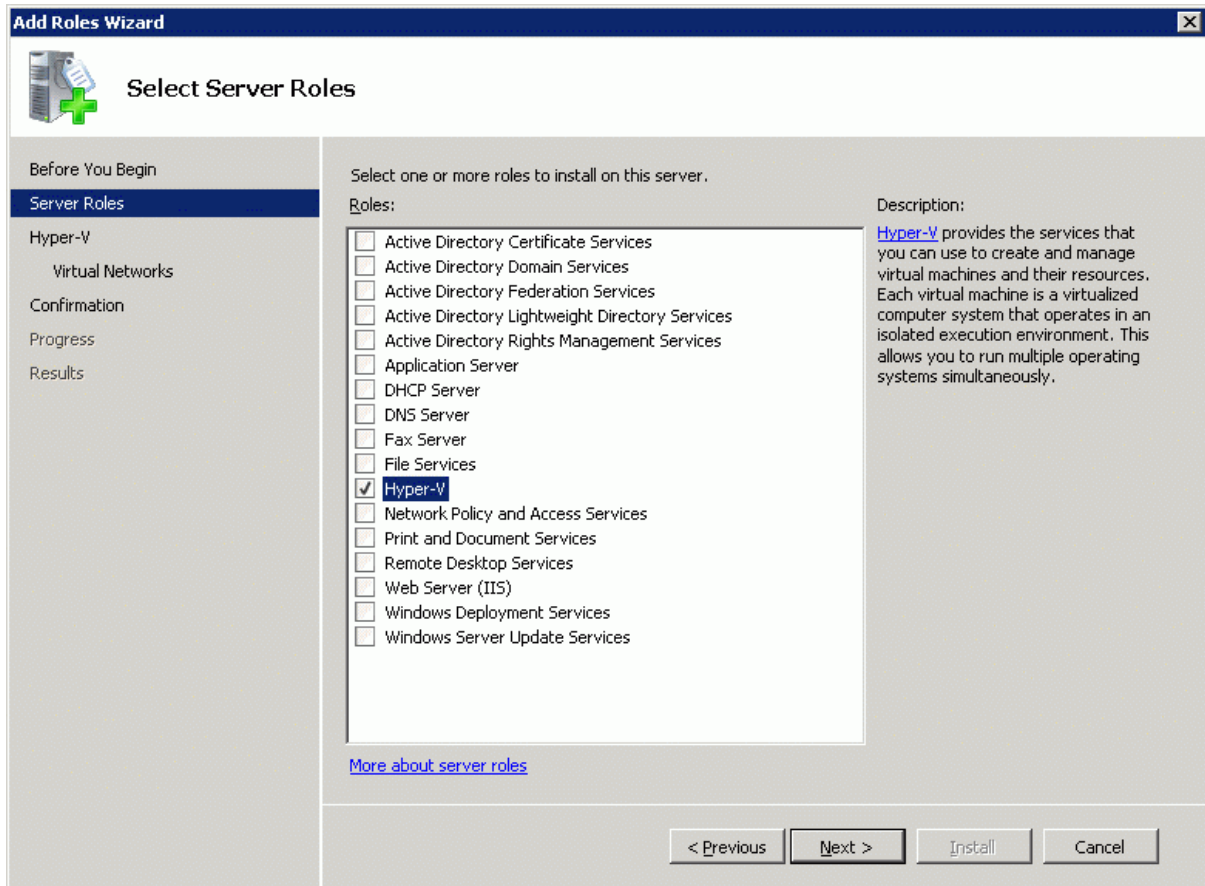 Add Roles Wizard
Select Server Roles
Before You Begin
Server Roles
Hyper-V
Virtual Networks
Confirmation
Progress
Results
Select one or more roles to install on this server.
Roles:
Active Directory Certificate Services
Active Directory Domain Services
Active Directory Federation Services
Active Directory Lightweight Directory Services
Active Directory Rights Management Services
Application Server
DHCP Server
DNS Server
Fax Server
File Services
Hyper-V
Network Policy and Access Services
Print and Document Services
Remote Desktop Services
Web Server (IIS)
Windows Deployment Services
Windows Server Update Services
More about server roles
Description:
Hyper-V provides the services that
you can use to create and manage
virtual machines and their resources.
Each virtual machine is a virtualized
computer system that operates in an
isolated execution environment. This
allows you to run multiple operating
systems simultaneously.
< Previous
Next >
Install
Cancel